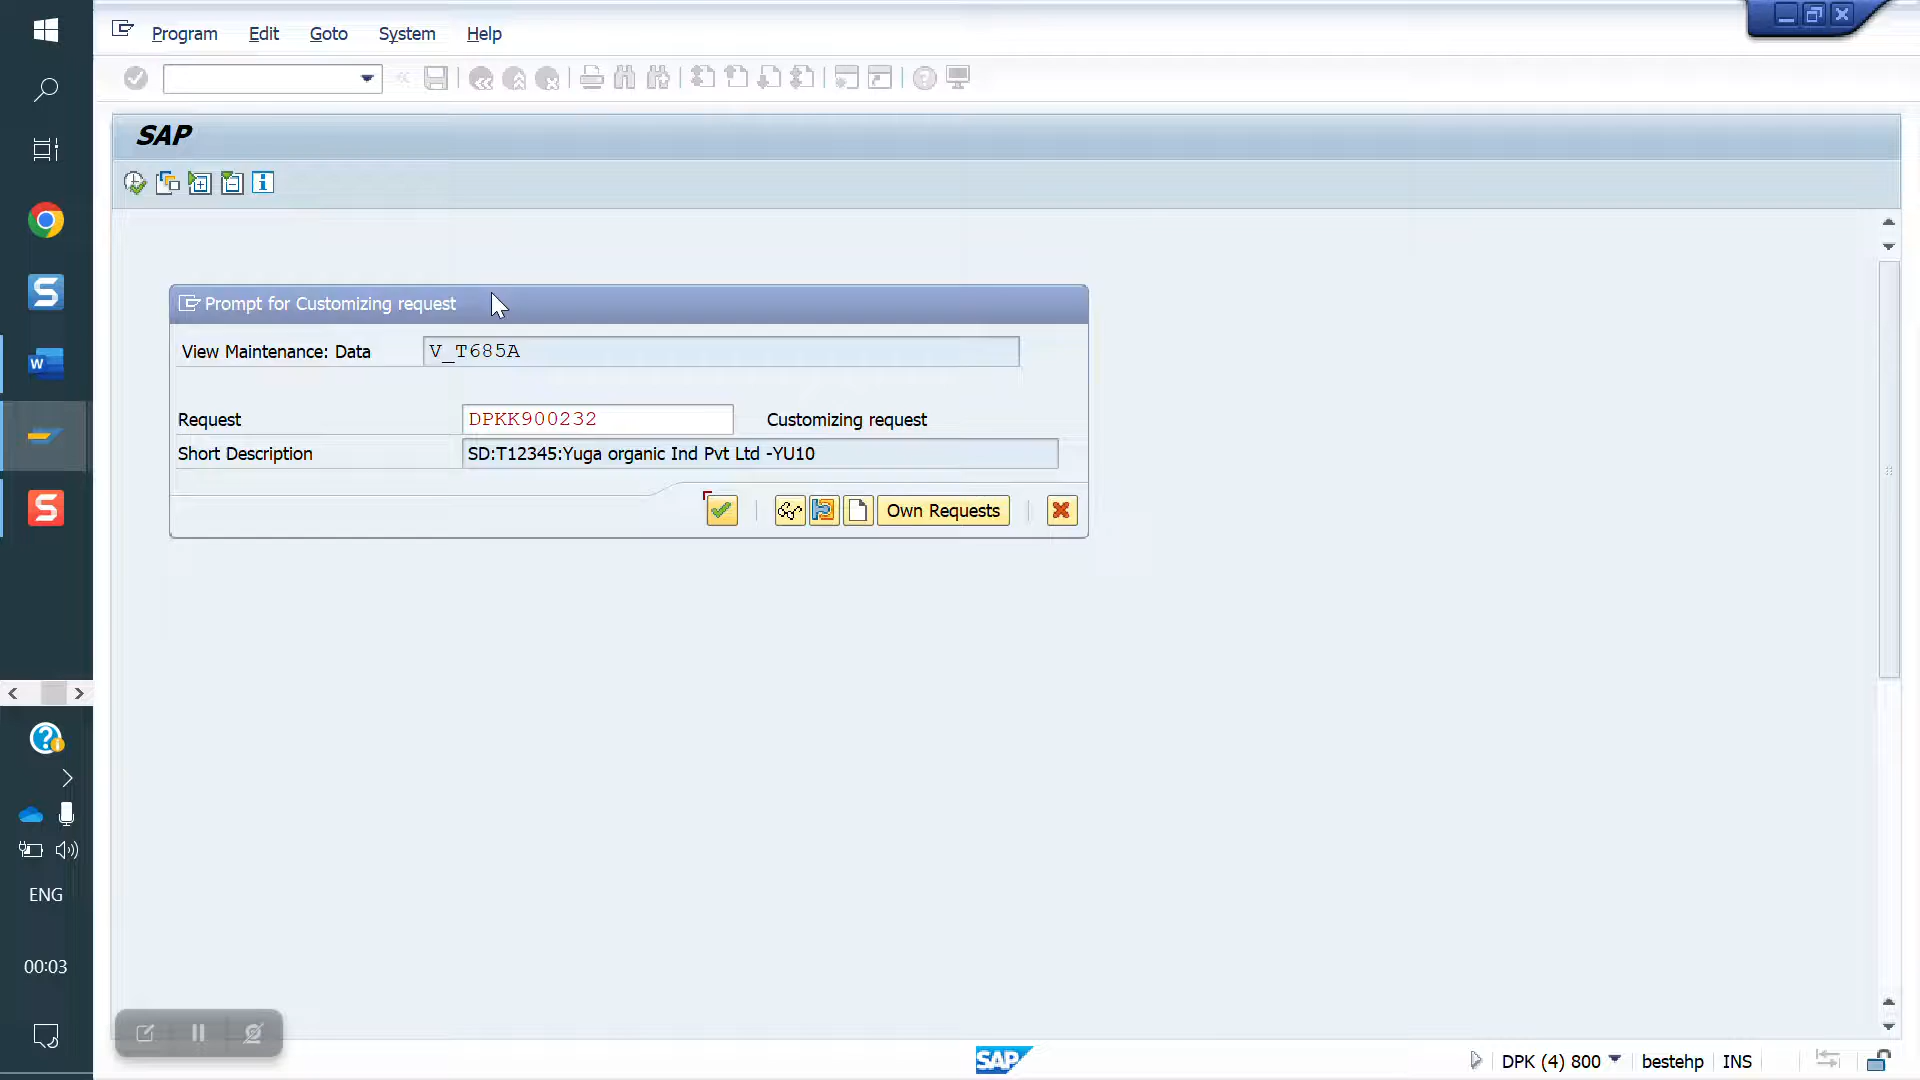 Program Edit Goto System Help
SAP
Prompt for Customizing request
View Maintenance: Data V_T685A
Request DPKK900232 Customizing request
Short Description SD:T12345:Yuga organic Ind Pvt Ltd -YU10
Own Requests
ENG
00:03
SAP DPK (4) 800 bestehp INS